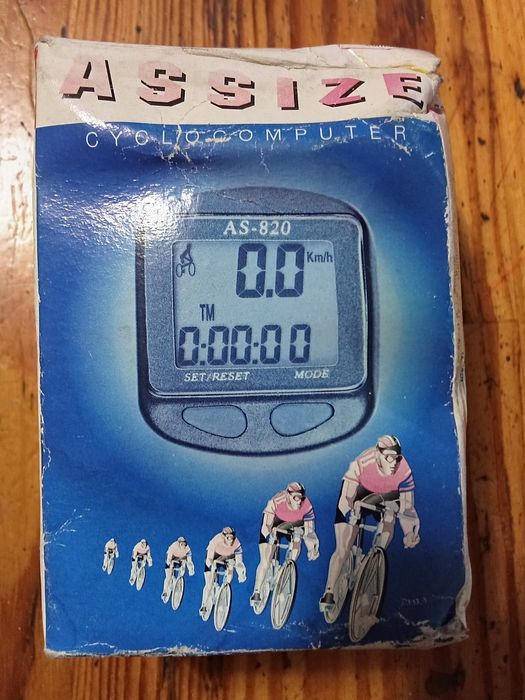 ASSIZE
CYCLOCOMPUTER
AS-820
0.0 Km/h
TM
0:00:00
SET/RESET MODE